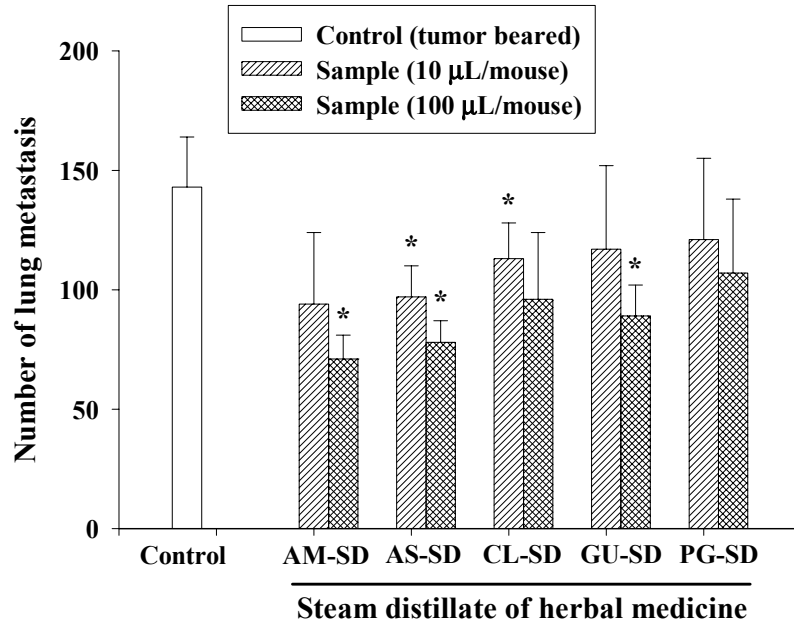 Control (tumor beared)
Sample (10 μL/mouse)
Sample (100 μL/mouse)
Number of lung metastasis
200
150
100
50
0
* * * * *
Control AM-SD AS-SD CL-SD GU-SD PG-SD
Steam distillate of herbal medicine